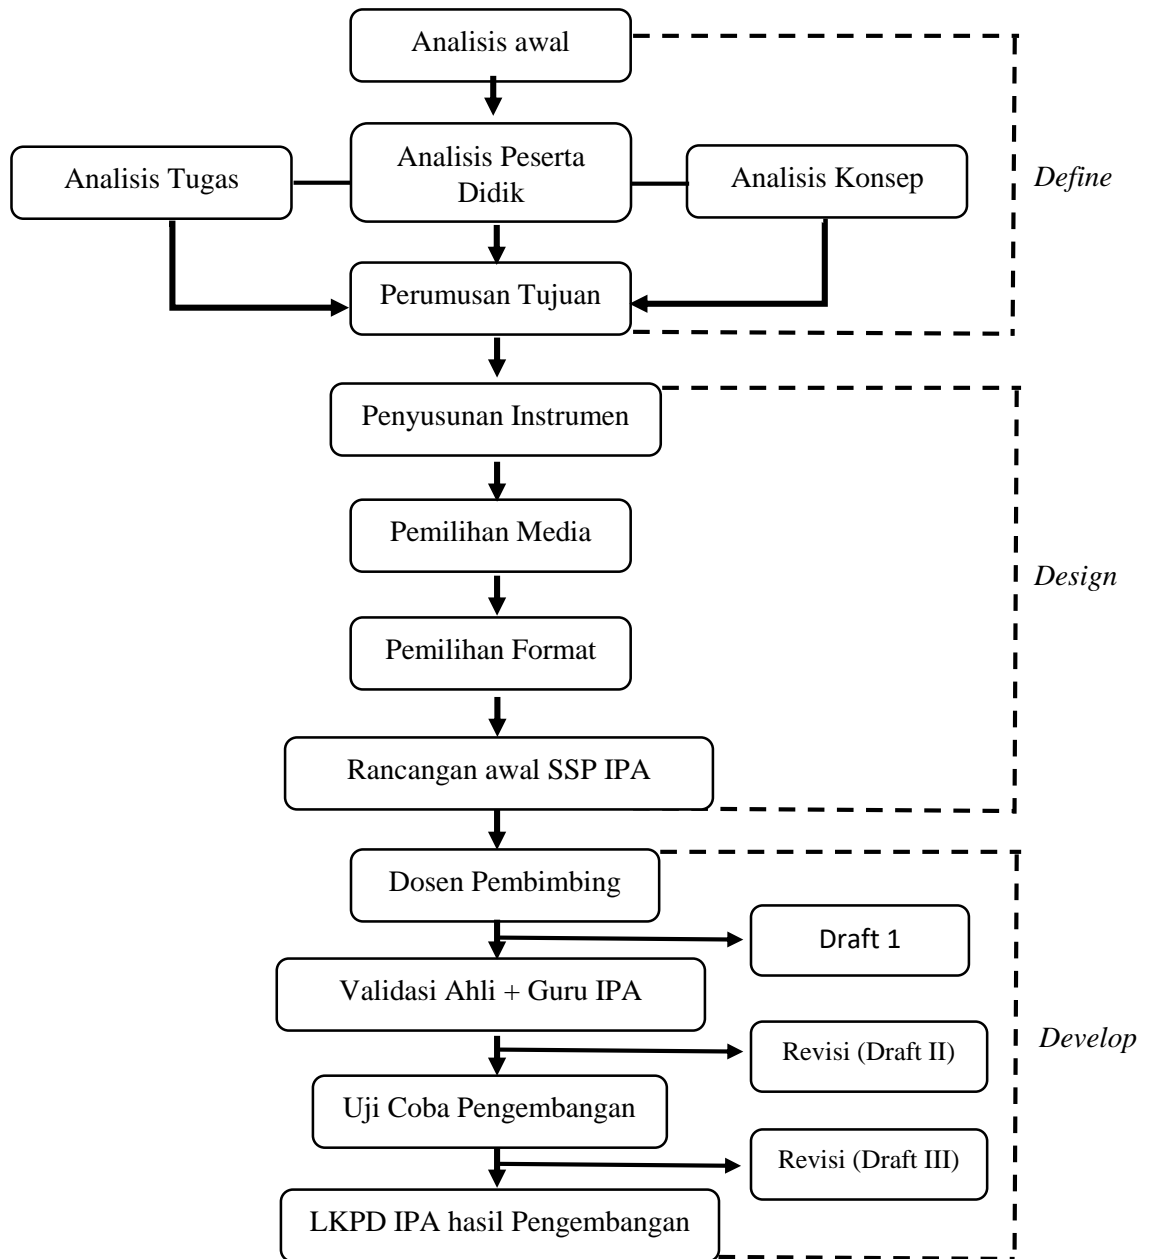 Analisis awal
Analisis Tugas
Analisis Peserta
Didik
Analisis Konsep
Define
Perumusan Tujuan
Penyusunan Instrumen
Pemilihan Media
Design
Pemilihan Format
Rancangan awal SSP IPA
Dosen Pembimbing
Draft 1
Validasi Ahli + Guru IPA
Develop
Revisi (Draft II)
Uji Coba Pengembangan
Revisi (Draft III)
LKPD IPA hasil Pengembangan